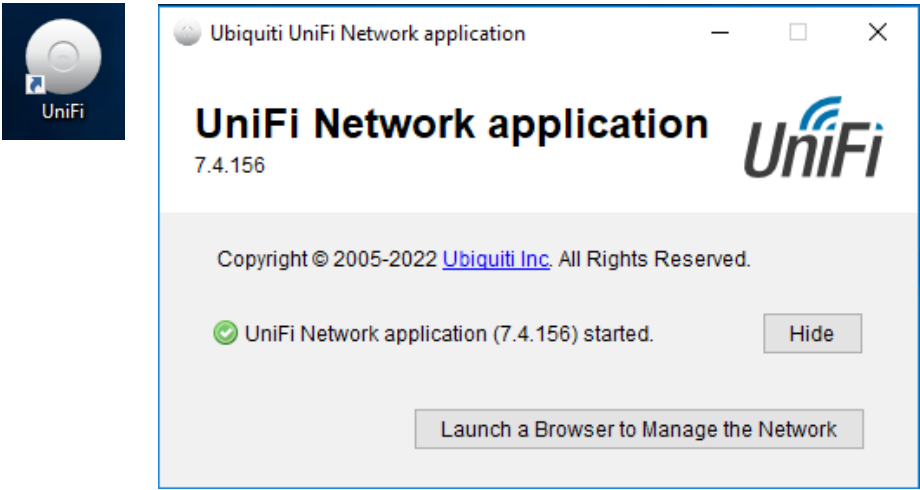 UniFi
Ubiquiti UniFi Network application
UniFi Network application
7.4.156
UniFi
Copyright © 2005-2022 Ubiquiti Inc. All Rights Reserved.
UniFi Network application (7.4.156) started.
Hide
Launch a Browser to Manage the Network